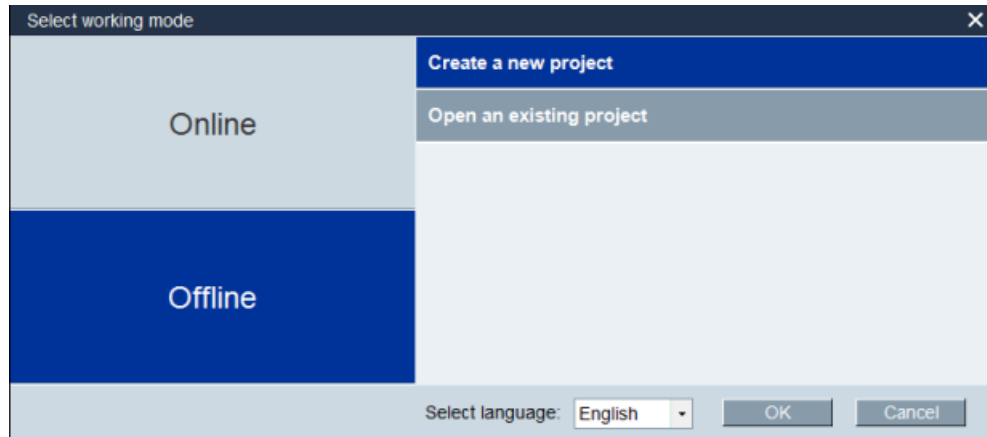 Select working mode
Online
Offline
Create a new project
Open an existing project
Select language: English OK Cancel